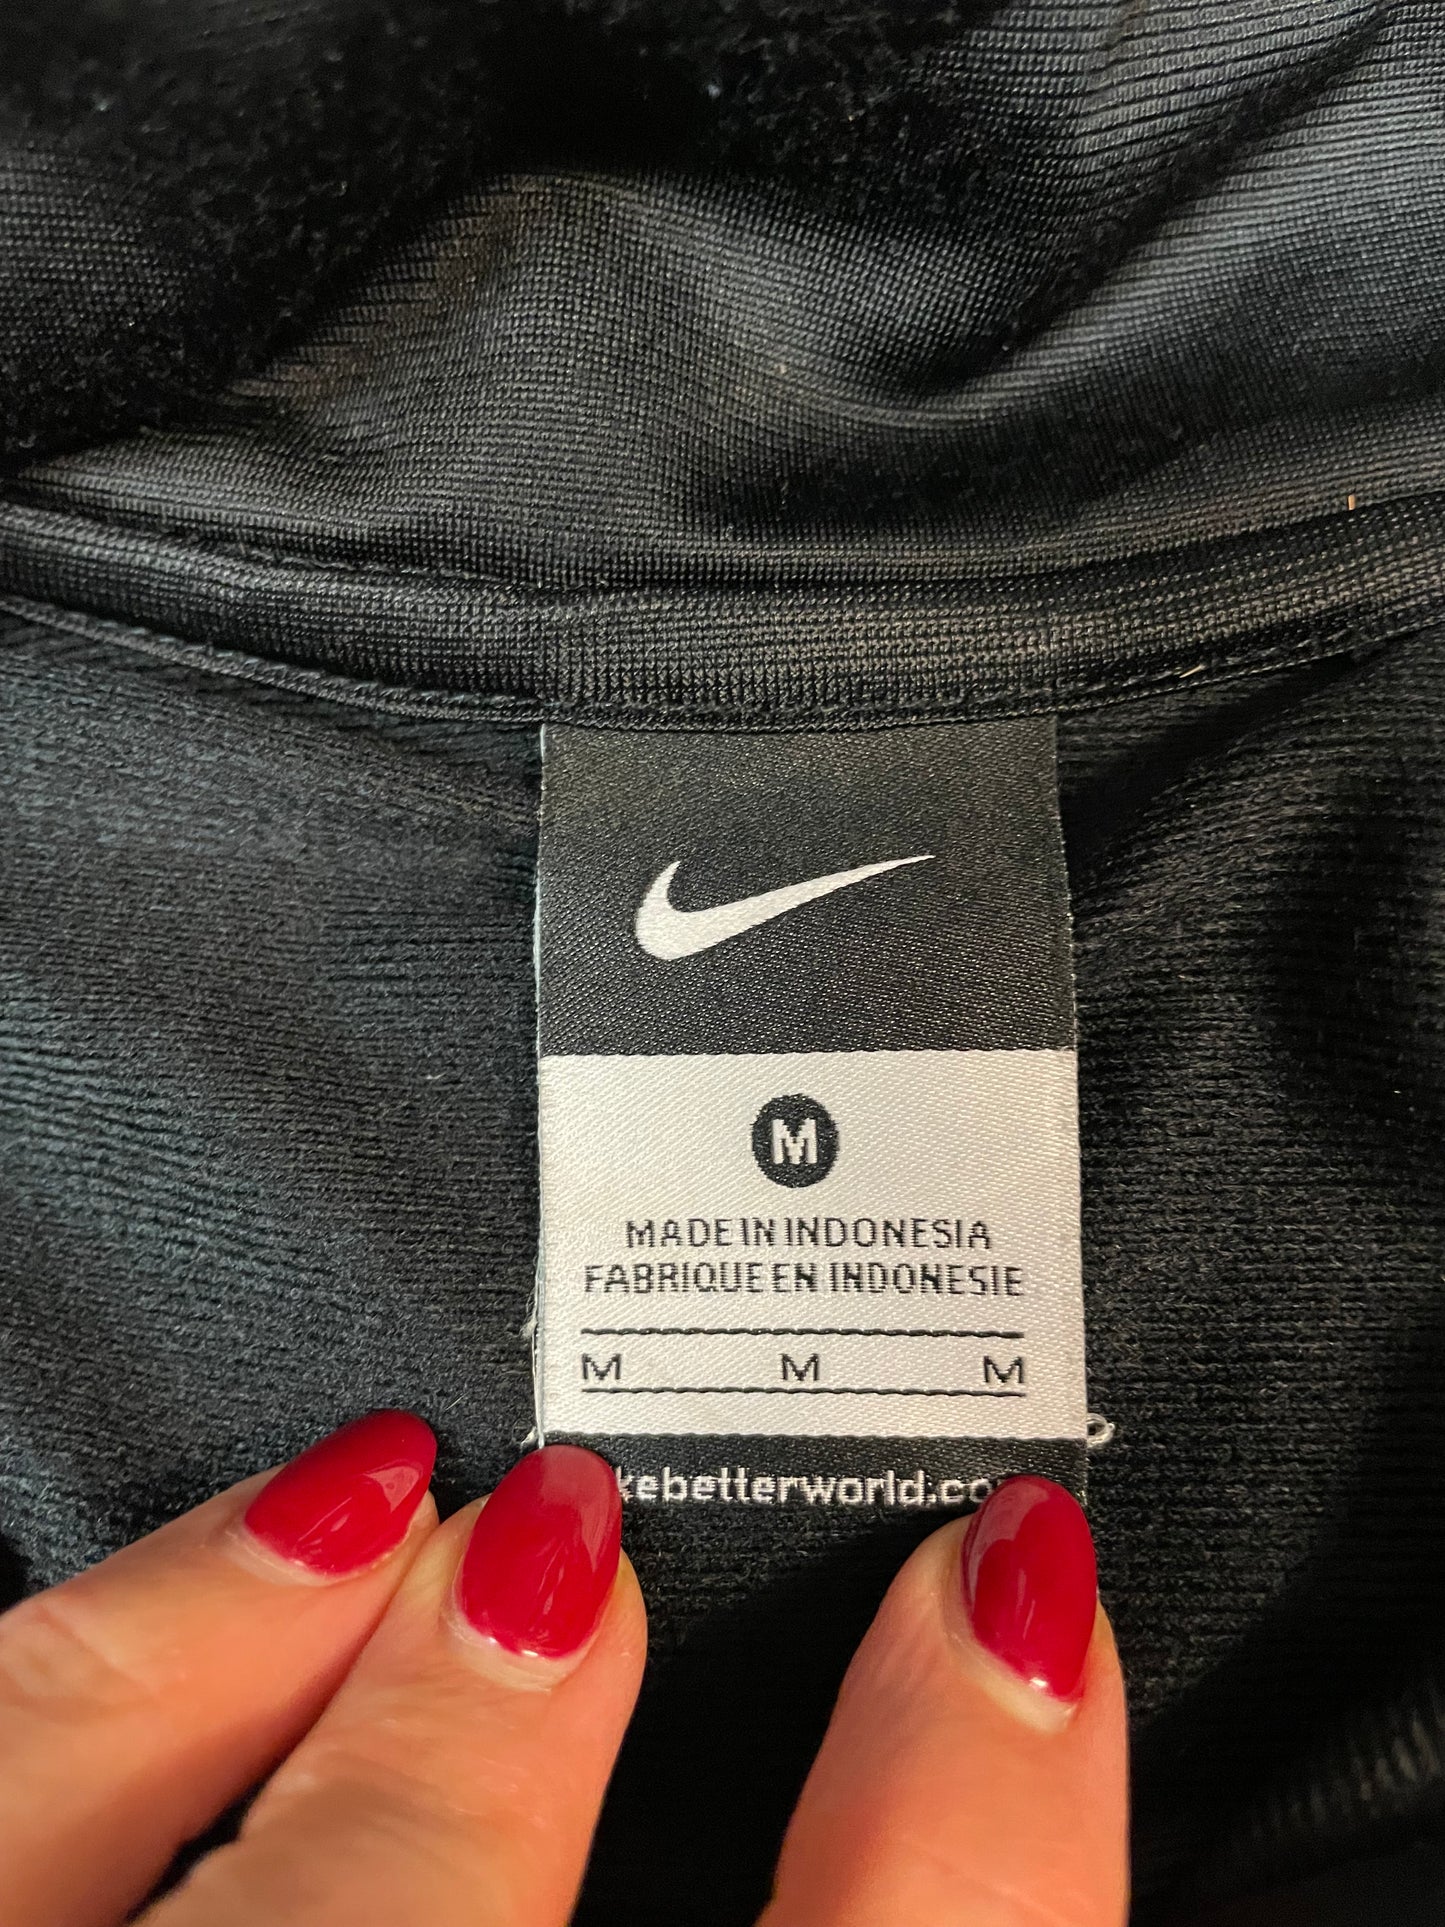 M
MADE IN INDONESIA
FABRIQUE EN INDONESIE
M M M
kebetterworld.co